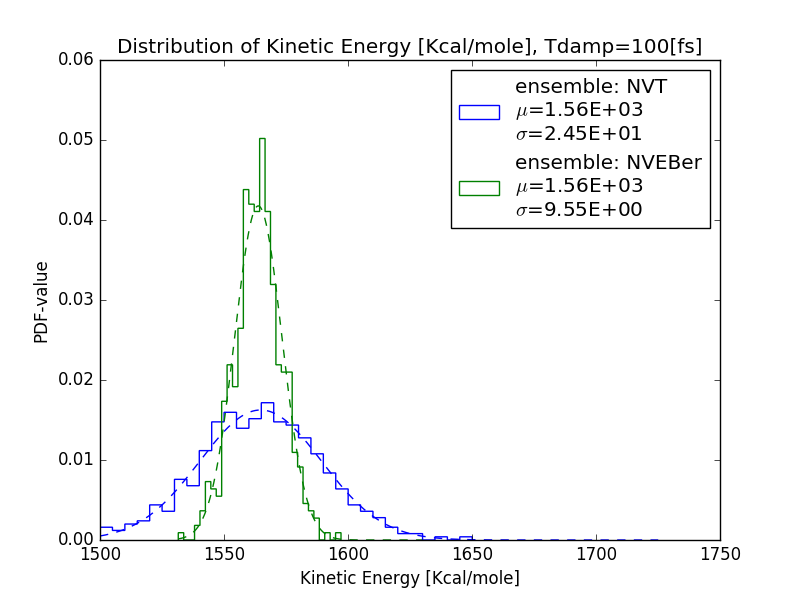 Distribution of Kinetic Energy [Kcal/mole], Tdamp=100[fs]
0.06
0.05
0.04
0.03
0.02
0.01
0.00
PDF-value
ensemble: NVT
μ=1.56E+03
σ=2.45E+01
ensemble: NVEBer
μ=1.56E+03
σ=9.55E+00
1500
1550
1600
1650
1700
1750
Kinetic Energy [Kcal/mole]